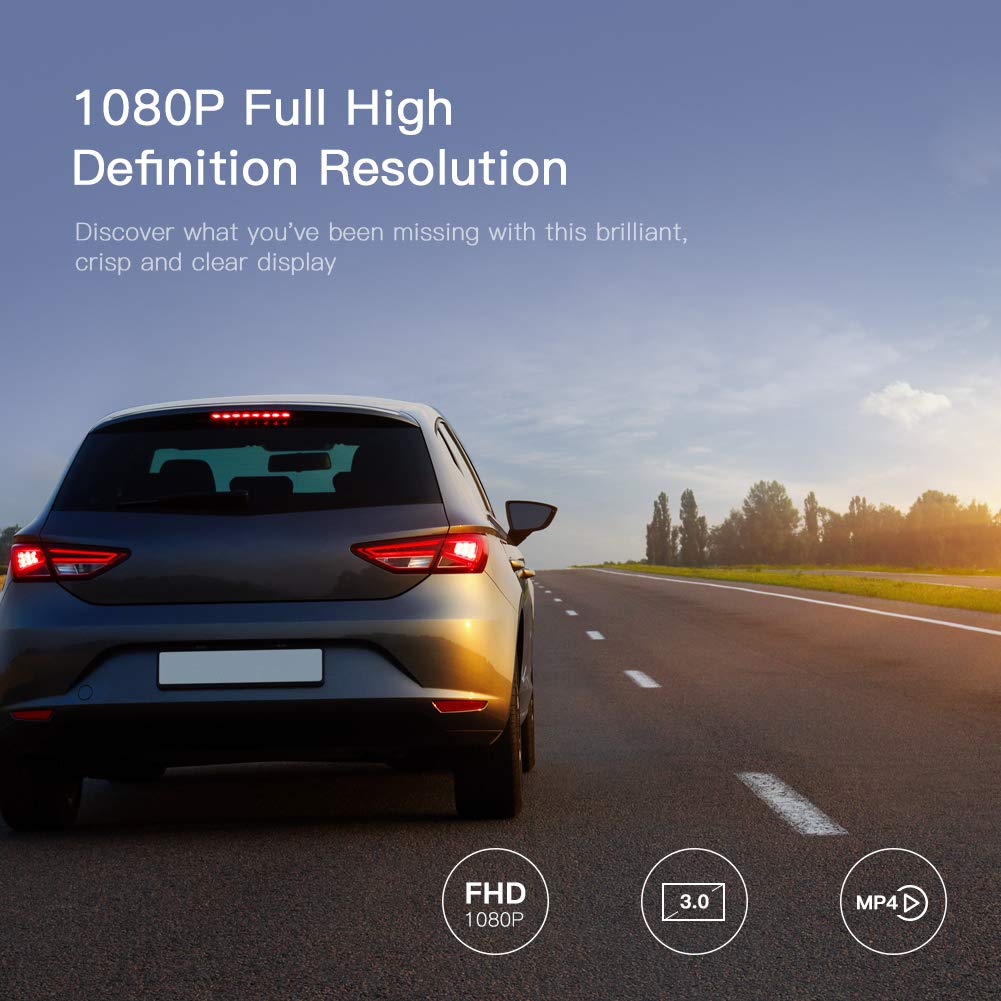 1080P Full High
Definition Resolution
Discover what you've been missing with this brilliant,
crisp and clear display
FHD
1080P
3.0
MP4